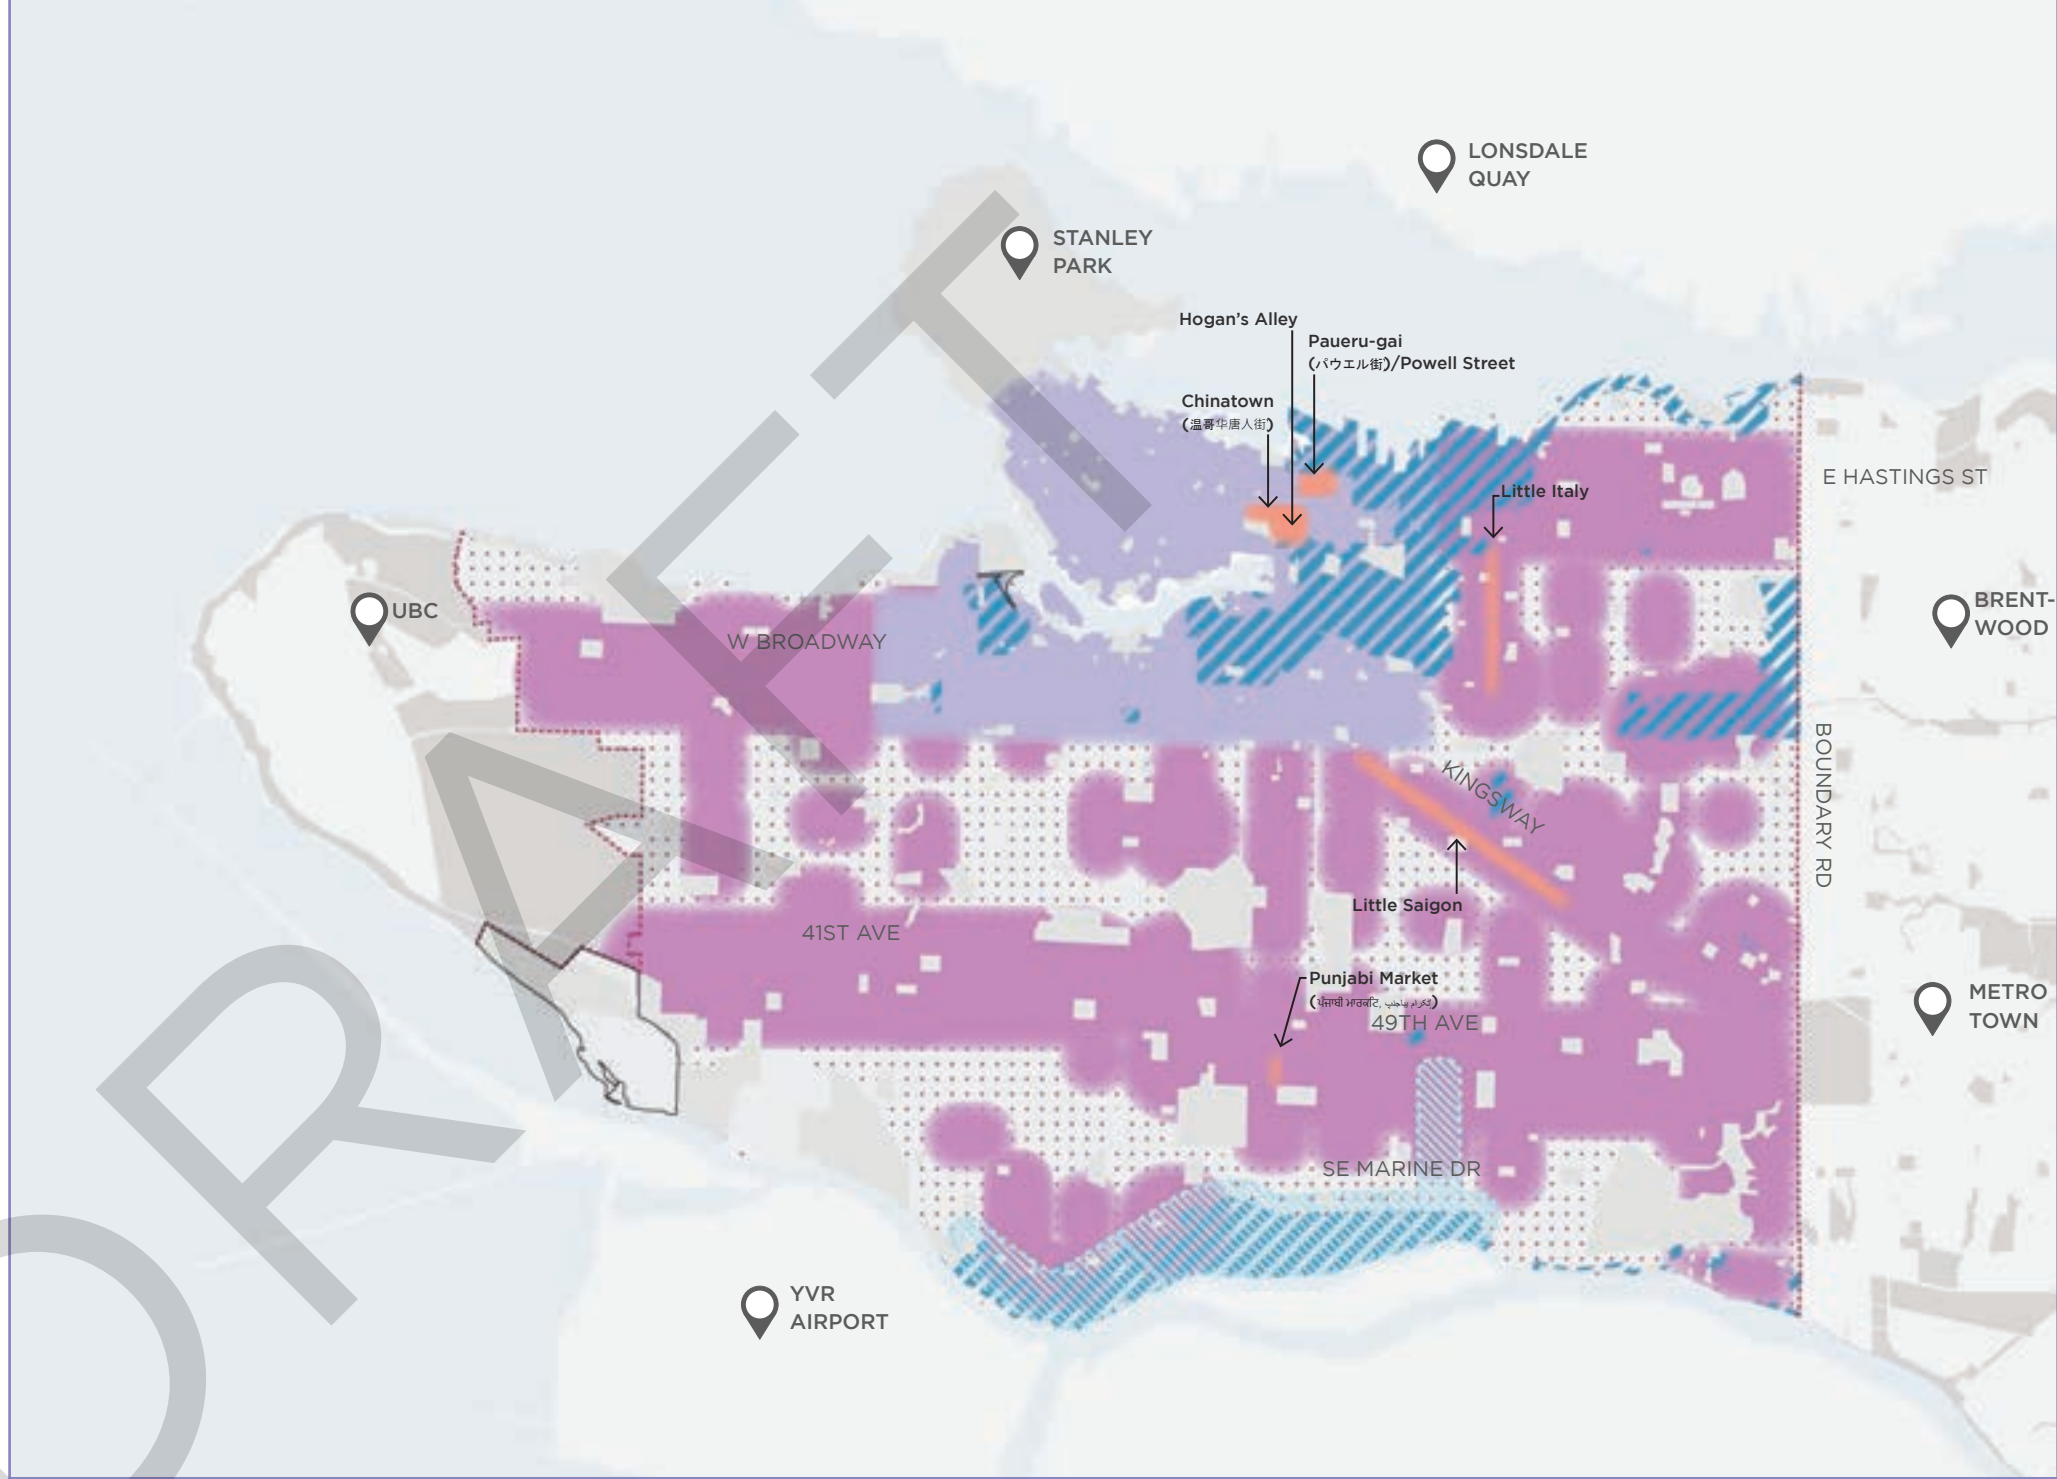 LONSDALE
QUAY
STANLEY
PARK
Hogan's Alley
Paueru-gai
(パウエル街)/Powell Street
Chinatown
(温哥华唐人街)
E HASTINGS ST
Little Italy
UBC
BRENT-
WOOD
W BROADWAY
BOUNDARY RD
KINGSWAY
Little Saigon
41ST AVE
Punjabi Market
49TH AVE
METRO
TOWN
SE MARINE DR
YVR
AIRPORT
DRAFT